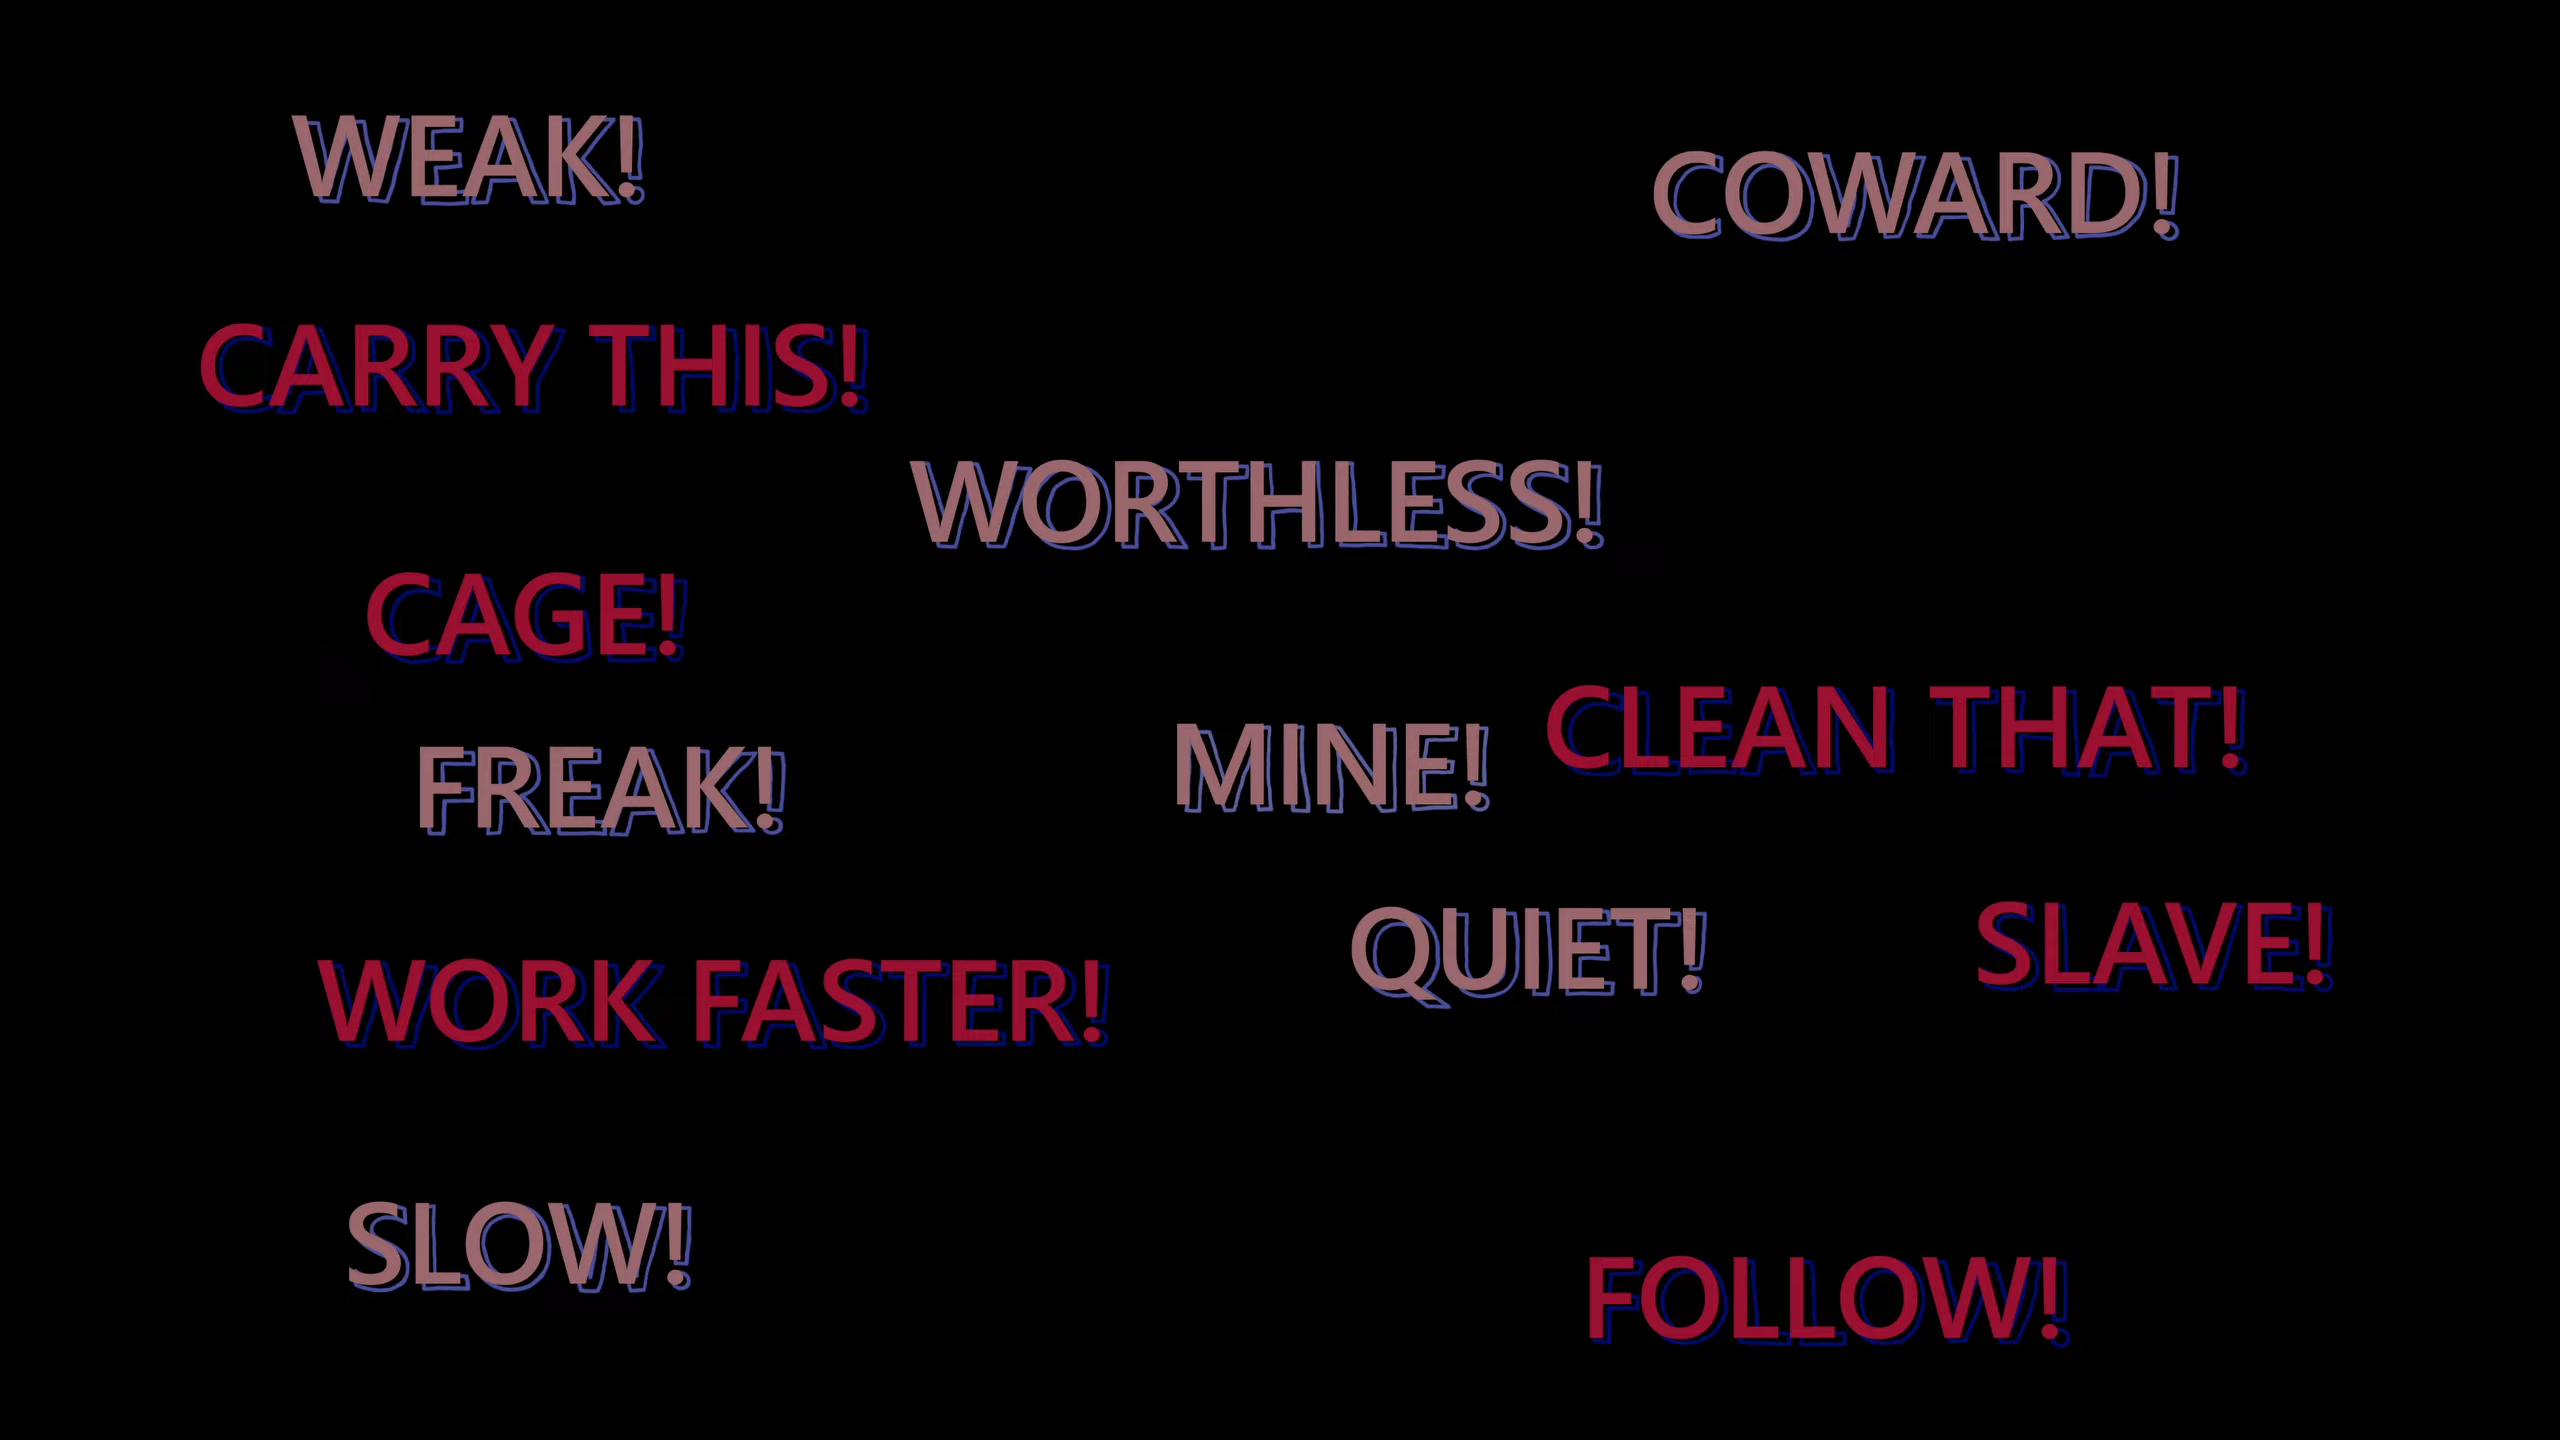 WEAK!
COWARD!
CARRY THIS!
WORTHLESS!
CAGE!
CLEAN THAT!
MINE!
FREAK!
SLAVE!
QUIET!
WORK FASTER!
SLOW!
FOLLOW!